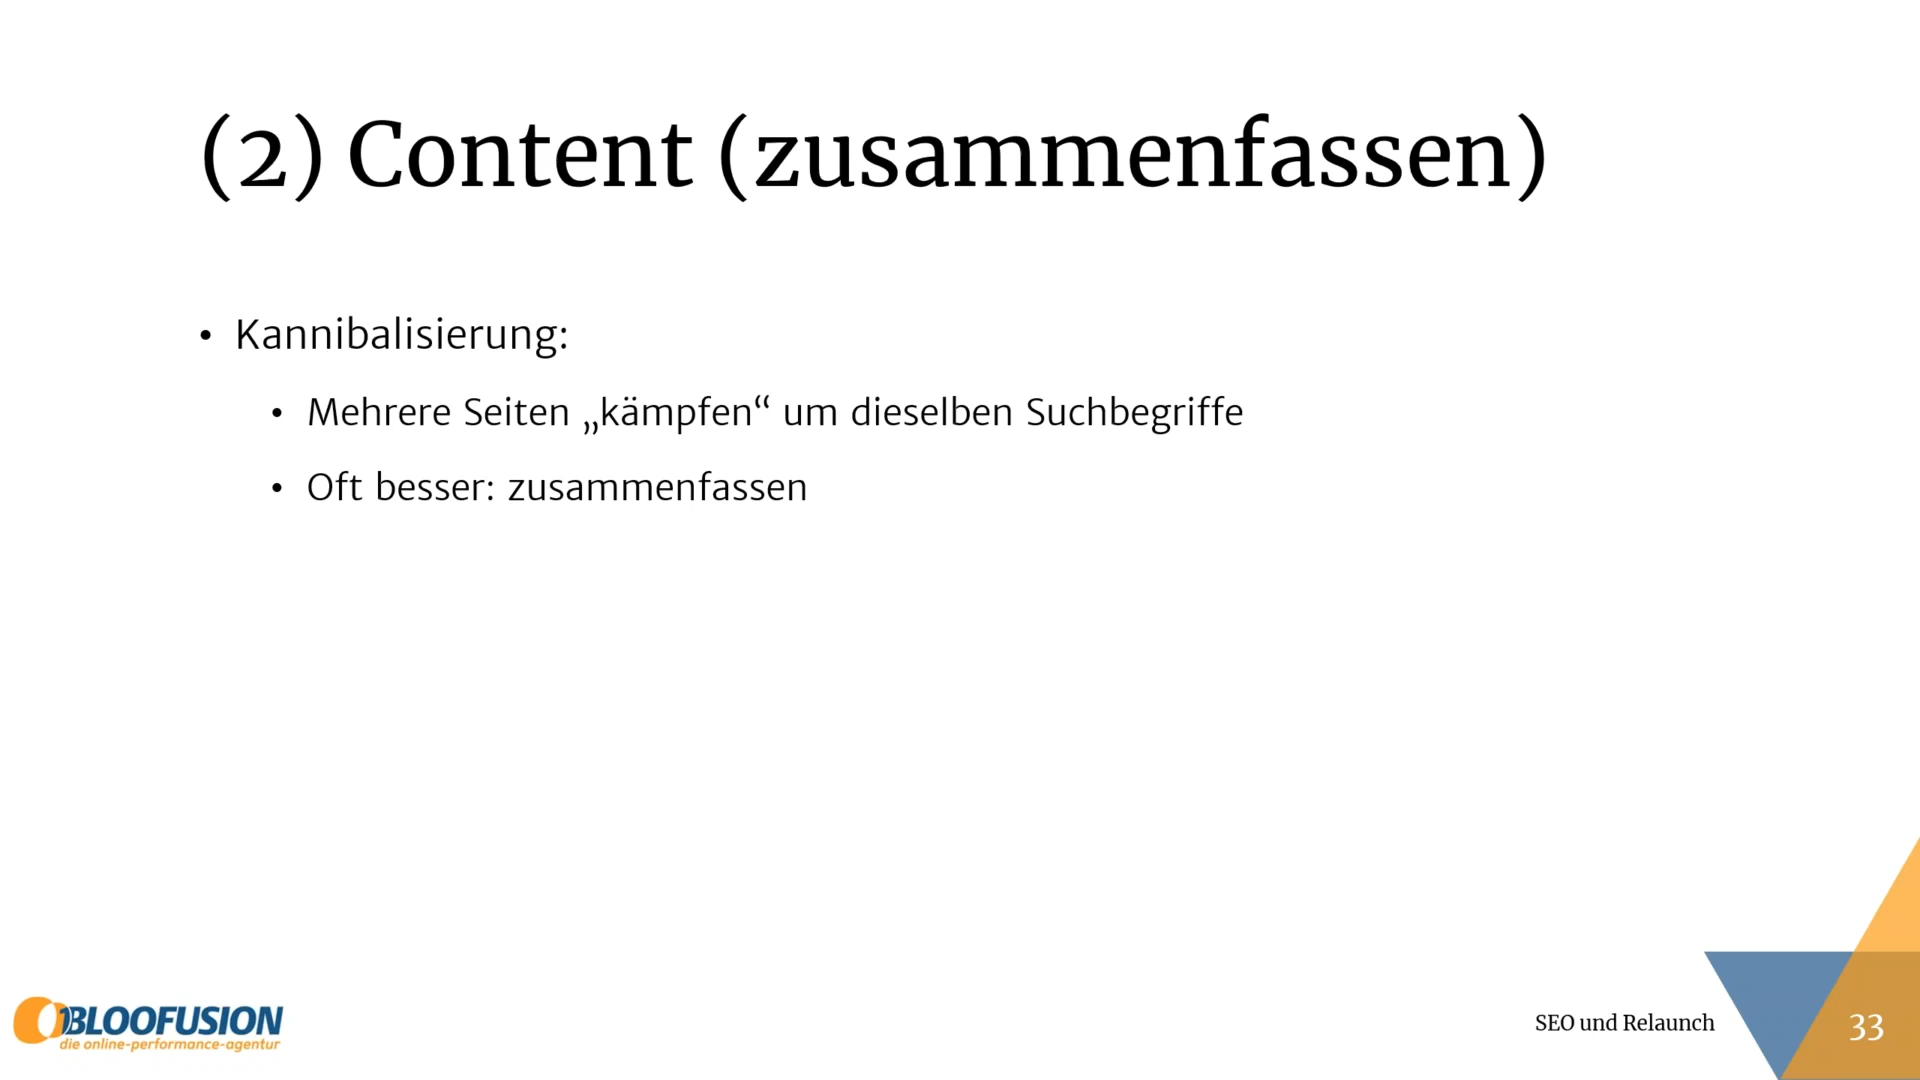 (2) Content (zusammenfassen)
• Kannibalisierung:
• Mehrere Seiten „kämpfen“ um dieselben Suchbegriffe
• Oft besser: zusammenfassen
BLOOFUSION
die online-performance-agentur
SEO und Relaunch
33